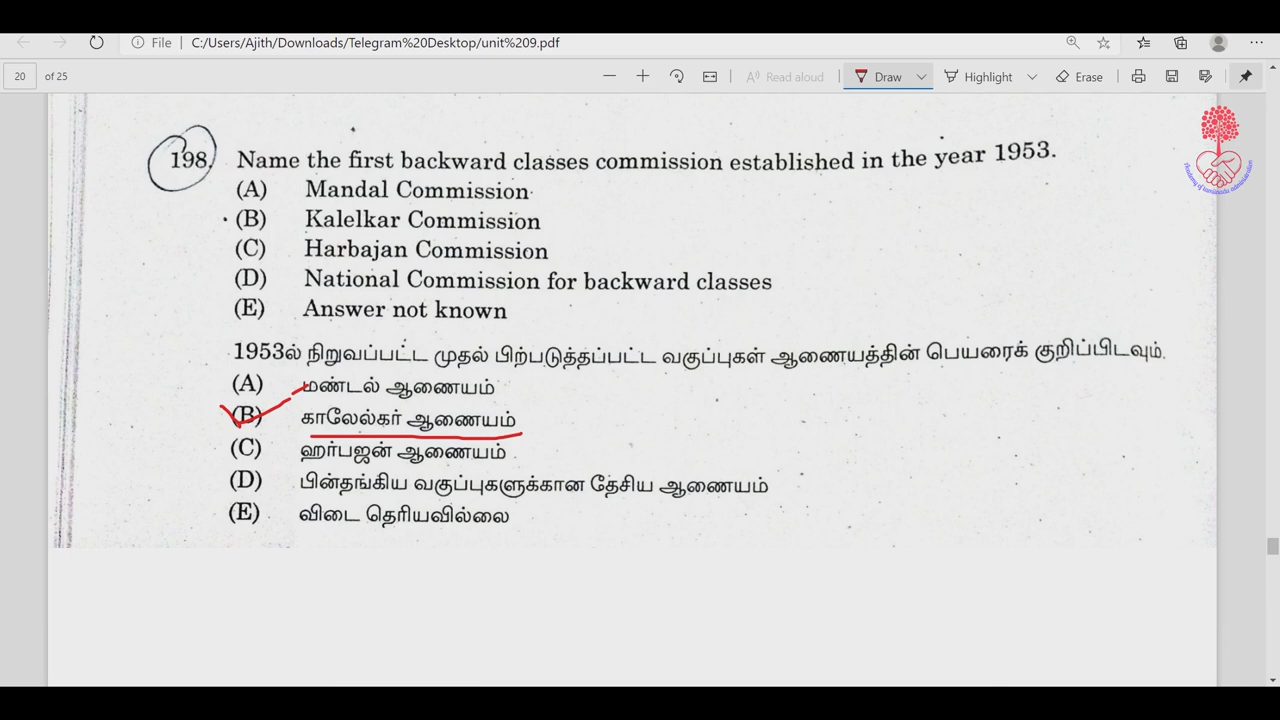 File | C:/Users/Ajith/Downloads/Telegram%20Desktop/unit%209.pdf
20 of 25 Read aloud Draw Highlight Erase
198. Name the first backward classes commission established in the year 1953.
(A) Mandal Commission
(B) Kalelkar Commission
(C) Harbajan Commission
(D) National Commission for backward classes
(E) Answer not known
1953ல் நிறுவப்பட்ட முதல் பிற்படுத்தப்பட்ட வகுப்புகள் ஆணையத்தின் பெயரைக் குறிப்பிடவும்.
(A) மண்டல் ஆணையம்
(B) காலேல்கர் ஆணையம்
(C) ஹர்பஜன் ஆணையம்
(D) பின்தங்கிய வகுப்புகளுக்கான தேசிய ஆணையம்
(E) விடை தெரியவில்லை